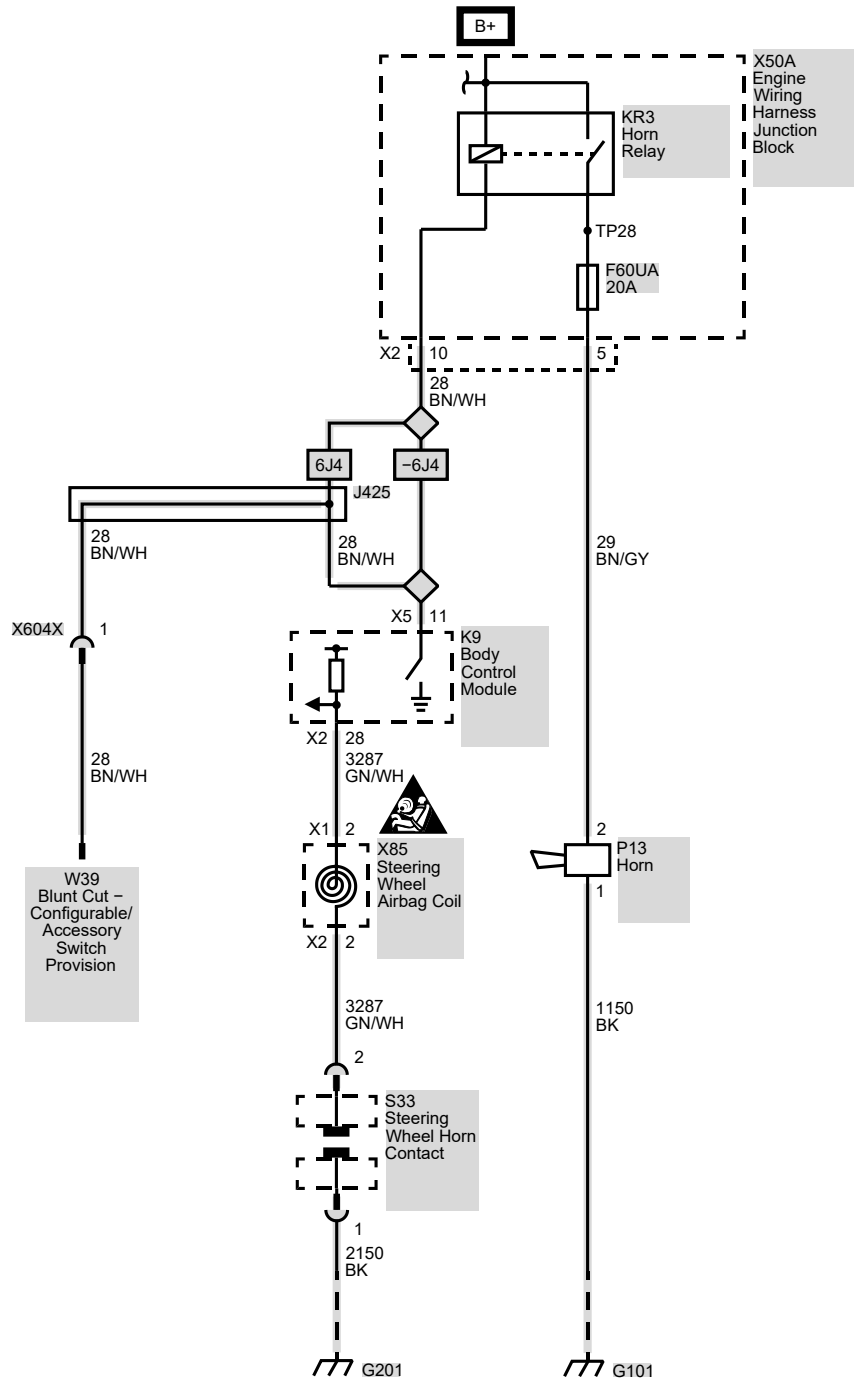 B+
X50A
Engine
Wiring
Harness
Junction
Block
KR3
Horn
Relay
TP28
F60UA
20A
X2 10 5
28
BN/WH
6J4 −6J4
J425
28
BN/WH
28
BN/WH
29
BN/GY
X604X 1
X5 11
K9
Body
Control
Module
X2 28
3287
GN/WH
28
BN/WH
X1 2
X85
Steering
Wheel
Airbag Coil
2
P13
Horn
1
W39
Blunt Cut –
Configurable/
Accessory
Switch
Provision
X2 2
3287
GN/WH
1150
BK
2
S33
Steering
Wheel Horn
Contact
1
2150
BK
G201
G101